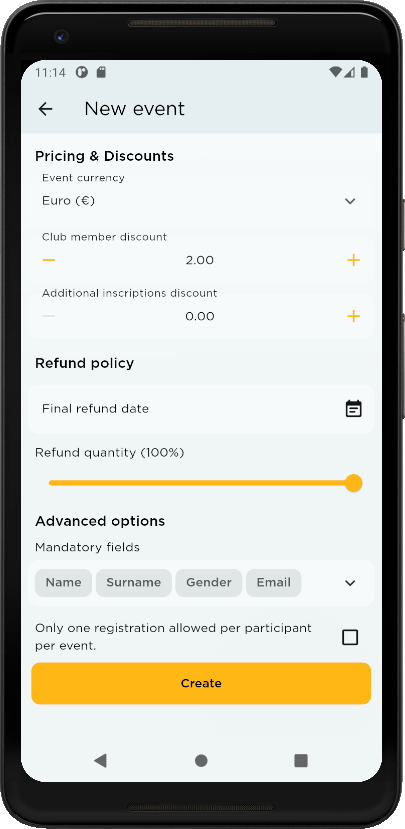 11:14
New event
Pricing & Discounts
Event currency
Euro (€)
Club member discount
2.00
Additional inscriptions discount
0.00
Refund policy
Final refund date
Refund quantity (100%)
Advanced options
Mandatory fields
Name Surname Gender Email
Only one registration allowed per participant
per event.
Create